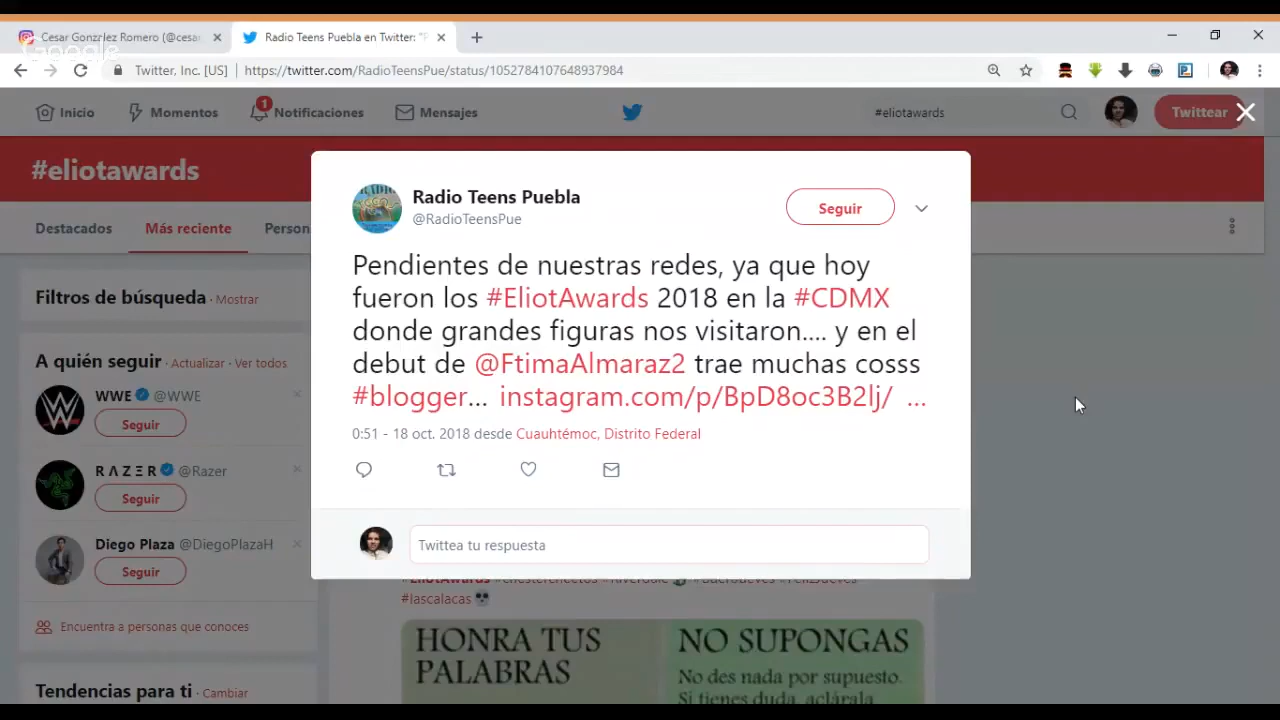 Cesar González Romero (@cesar
Radio Teens Puebla en Twitter: "P
Google
Twitter, Inc. [US] | https://twitter.com/RadioTeensPue/status/1052784107648937984
Inicio
Momentos
1
Notificaciones
Mensajes
#eliotawards
Twittear
#eliotawards
Destacados
Más reciente
Person
Radio Teens Puebla
@RadioTeensPue
Seguir
Pendientes de nuestras redes, ya que hoy
fueron los #EliotAwards 2018 en la #CDMX
donde grandes figuras nos visitaron.... y en el
debut de @FtimaAlmaraz2 trae muchas cosss
#blogger... instagram.com/p/BpD8oc3B2lj/ ...
0:51 - 18 oct. 2018 desde Cuauhtémoc, Distrito Federal
Twittea tu respuesta
Filtros de búsqueda · Mostrar
A quién seguir · Actualizar · Ver todos
WWE @WWE
Seguir
R Λ Z Ξ R @Razer
Seguir
Diego Plaza @DiegoPlazaH
Seguir
Encuentra a personas que conoces
Tendencias para ti · Cambiar
#EliotAwards #chestercheetos #Riverdale
#lascalacas
HONRA TUS
PALABRAS
NO SUPONGAS
No des nada por supuesto.
Si tienes duda, aclárala